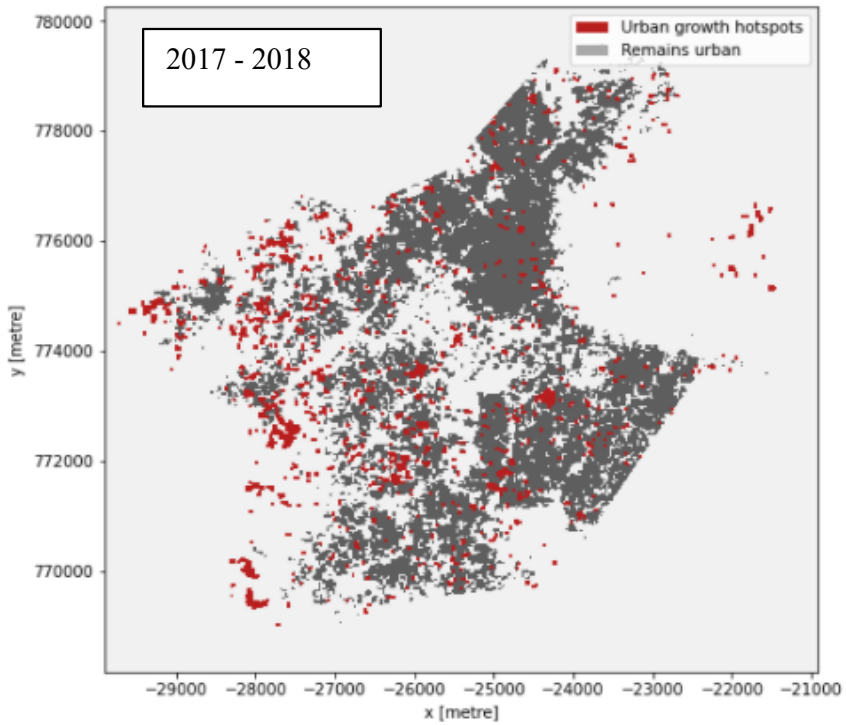 780000
2017 - 2018
Urban growth hotspots
Remains urban
778000
776000
774000
772000
770000
y [metre]
−29000 −28000 −27000 −26000 −25000 −24000 −23000 −22000 −21000
x [metre]